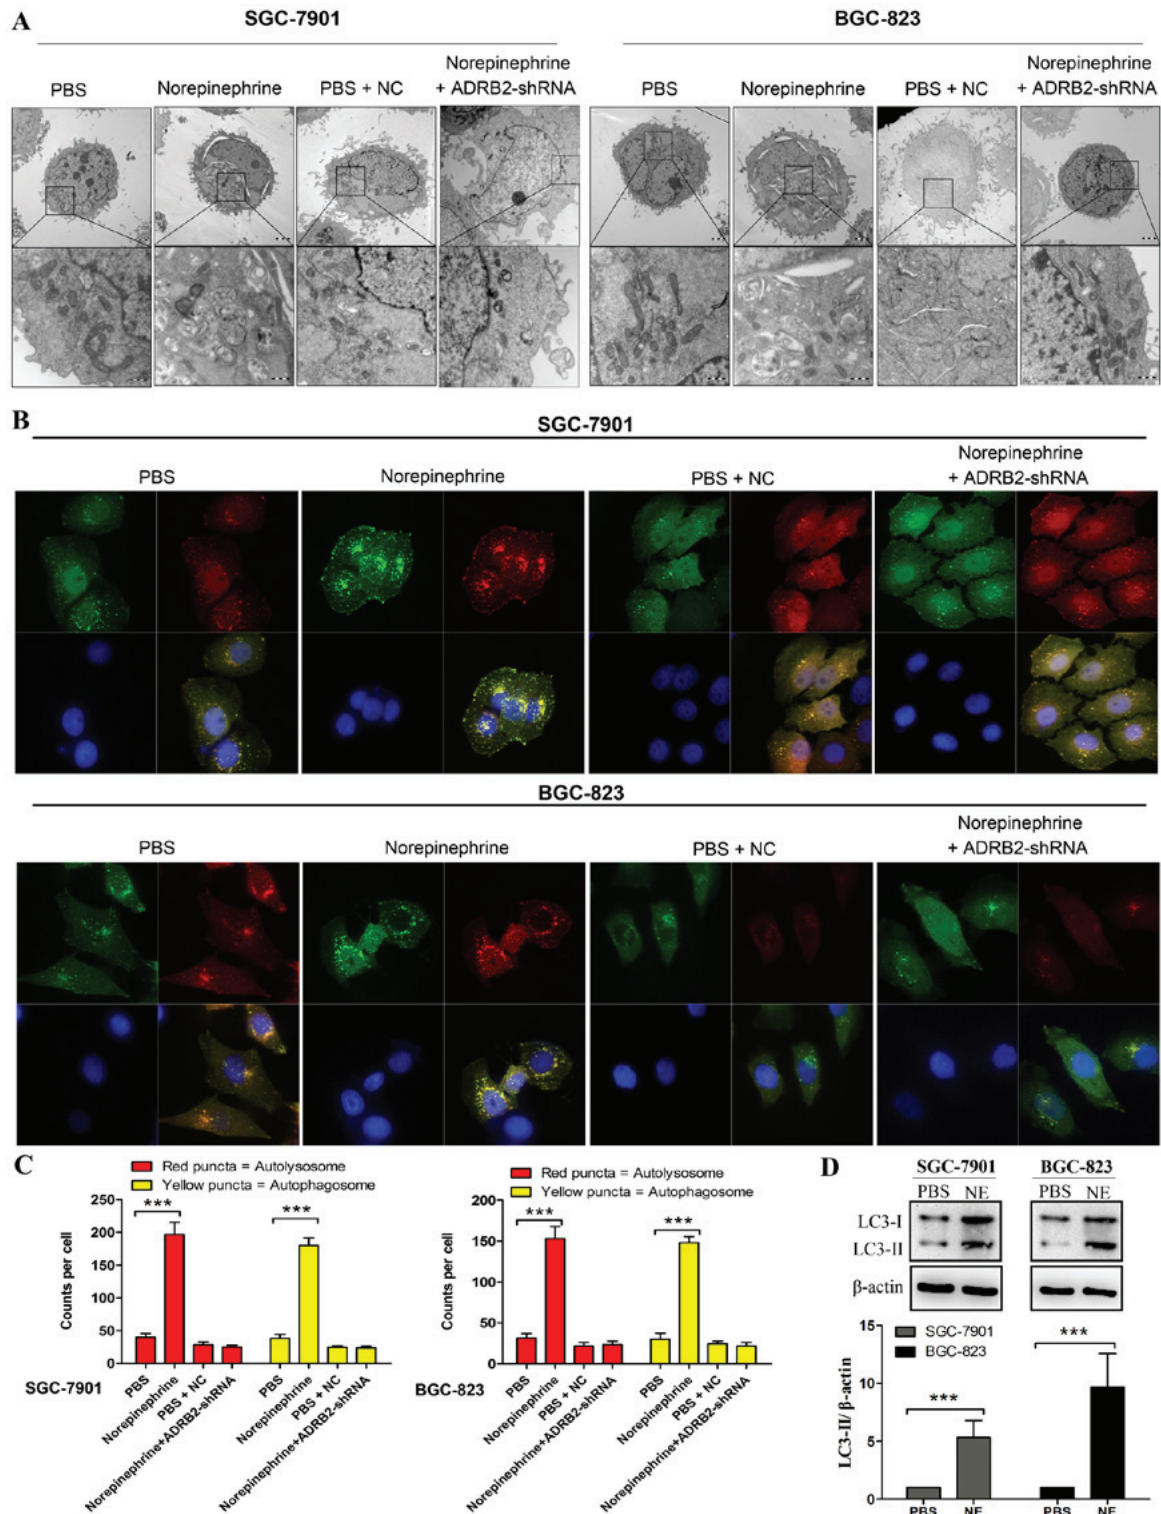 A
SGC-7901
BGC-823
PBS
Norepinephrine
PBS + NC
Norepinephrine
+ ADRB2-shRNA
PBS
Norepinephrine
PBS + NC
Norepinephrine
+ ADRB2-shRNA
B
SGC-7901
PBS
Norepinephrine
PBS + NC
Norepinephrine
+ ADRB2-shRNA
BGC-823
PBS
Norepinephrine
PBS + NC
Norepinephrine
+ ADRB2-shRNA
C
Red puncta = Autolysosome
Yellow puncta = Autophagosome
250
200
150
100
50
0
Counts per cell
***
***
PBS
Norepinephrine
PBS + NC
Norepinephrine+ADRB2-shRNA
PBS
Norepinephrine
PBS + NC
Norepinephrine+ADRB2-shRNA
SGC-7901
Red puncta = Autolysosome
Yellow puncta = Autophagosome
200
150
100
50
0
Counts per cell
***
***
PBS
Norepinephrine
PBS + NC
Norepinephrine+ADRB2-shRNA
PBS
Norepinephrine
PBS + NC
Norepinephrine+ADRB2-shRNA
BGC-823
D
SGC-7901
BGC-823
PBS NE
PBS NE
LC3-I
LC3-II
β-actin
15
10
5
0
LC3-II/ β-actin
SGC-7901
BGC-823
***
***
PBS
NE
PBS
NE